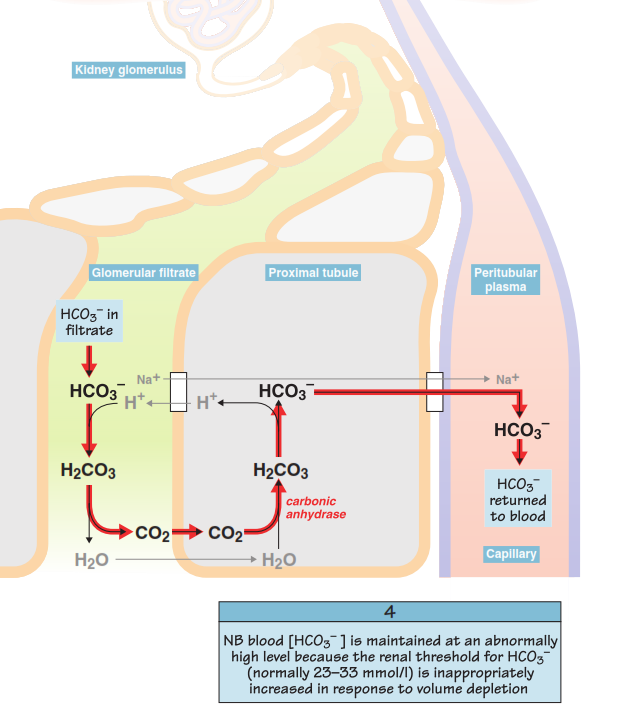 Kidney glomerulus
Glomerular filtrate
Proximal tubule
Peritubular
plasma
HCO₃⁻ in
filtrate
Na⁺
Na⁺
HCO₃⁻
H⁺
H⁺
HCO₃⁻
HCO₃⁻
H₂CO₃
H₂CO₃
carbonic
anhydrase
HCO₃⁻
returned
to blood
CO₂
CO₂
H₂O
H₂O
Capillary
4
NB blood [HCO₃⁻] is maintained at an abnormally
high level because the renal threshold for HCO₃⁻
(normally 23–33 mmol/l) is inappropriately
increased in response to volume depletion